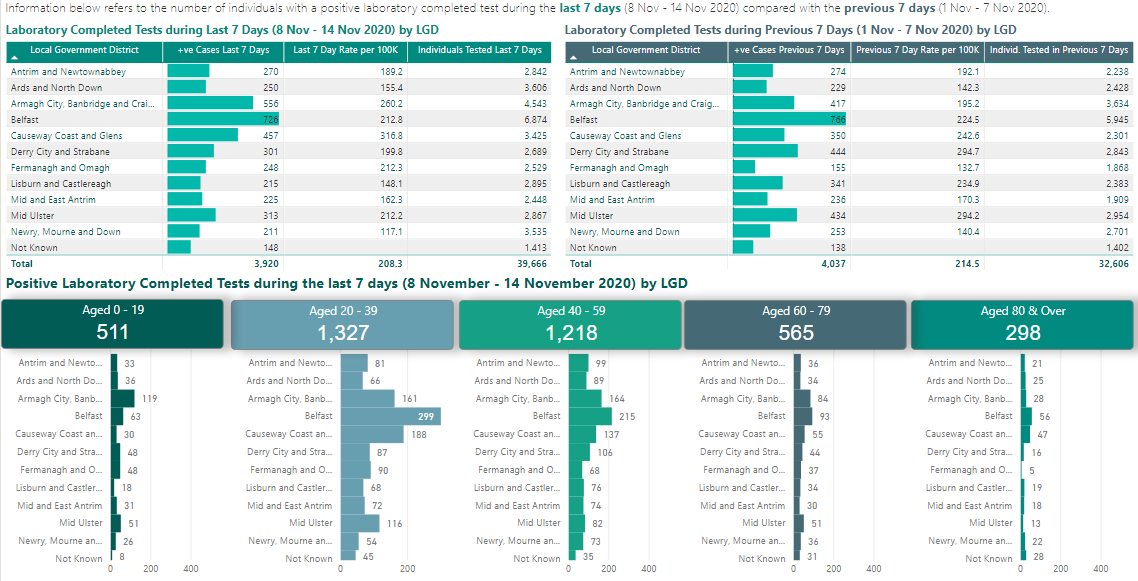 Information below refers to the number of individuals with a positive laboratory completed test during the last 7 days (8 Nov - 14 Nov 2020) compared with the previous 7 days (1 Nov - 7 Nov 2020).
Laboratory Completed Tests during Last 7 Days (8 Nov - 14 Nov 2020) by LGD
Local Government District +ve Cases Last 7 Days Last 7 Day Rate per 100K Individuals Tested Last 7 Days
Antrim and Newtownabbey 270 189.2 2,842
Ards and North Down 250 155.4 3,606
Armagh City, Banbridge and Crai... 556 260.2 4,543
Belfast 726 212.8 6,874
Causeway Coast and Glens 457 316.8 3,425
Derry City and Strabane 301 199.8 2,689
Fermanagh and Omagh 248 212.3 2,529
Lisburn and Castlereagh 215 148.1 2,895
Mid and East Antrim 225 162.3 2,448
Mid Ulster 313 212.2 2,867
Newry, Mourne and Down 211 117.1 3,535
Not Known 148 1,413
Total 3,920 208.3 39,666
Laboratory Completed Tests during Previous 7 Days (1 Nov - 7 Nov 2020) by LGD
Local Government District +ve Cases Previous 7 Days Previous 7 Day Rate per 100K Individ. Tested in Previous 7 Days
Antrim and Newtownabbey 274 192.1 2,238
Ards and North Down 229 142.3 2,428
Armagh City, Banbridge and Craig... 417 195.2 3,634
Belfast 766 224.5 5,945
Causeway Coast and Glens 350 242.6 2,301
Derry City and Strabane 444 294.7 2,843
Fermanagh and Omagh 155 132.7 1,868
Lisburn and Castlereagh 341 234.9 2,383
Mid and East Antrim 236 170.3 1,909
Mid Ulster 434 294.2 2,954
Newry, Mourne and Down 253 140.4 2,701
Not Known 138 1,402
Total 4,037 214.5 32,606
Positive Laboratory Completed Tests during the last 7 days (8 November - 14 November 2020) by LGD
Aged 0 - 19
511
Antrim and Newto... 33
Ards and North Do... 36
Armagh City, Banb... 119
Belfast 63
Causeway Coast an... 30
Derry City and Stra... 48
Fermanagh and O... 48
Lisburn and Castler... 18
Mid and East Antrim 31
Mid Ulster 51
Newry, Mourne an... 26
Not Known 8
0 200 400
Aged 20 - 39
1,327
Antrim and Newto... 81
Ards and North Do... 66
Armagh City, Banb... 161
Belfast 299
Causeway Coast an... 188
Derry City and Stra... 87
Fermanagh and O... 90
Lisburn and Castler... 68
Mid and East Antrim 72
Mid Ulster 116
Newry, Mourne an... 54
Not Known 45
0 200
Aged 40 - 59
1,218
Antrim and Newto... 99
Ards and North Do... 89
Armagh City, Banb... 164
Belfast 215
Causeway Coast an... 137
Derry City and Stra... 106
Fermanagh and O... 68
Lisburn and Castler... 76
Mid and East Antrim 74
Mid Ulster 82
Newry, Mourne an... 73
Not Known 35
0 200 400
Aged 60 - 79
565
Antrim and Newto... 36
Ards and North Do... 34
Armagh City, Banb... 84
Belfast 93
Causeway Coast an... 55
Derry City and Stra... 44
Fermanagh and O... 37
Lisburn and Castler... 34
Mid and East Antrim 30
Mid Ulster 51
Newry, Mourne an... 36
Not Known 31
0 200 400
Aged 80 & Over
298
Antrim and Newto... 21
Ards and North Do... 25
Armagh City, Banb... 28
Belfast 56
Causeway Coast an... 47
Derry City and Stra... 16
Fermanagh and O... 5
Lisburn and Castler... 19
Mid and East Antrim 18
Mid Ulster 13
Newry, Mourne an... 22
Not Known 28
0 200 400